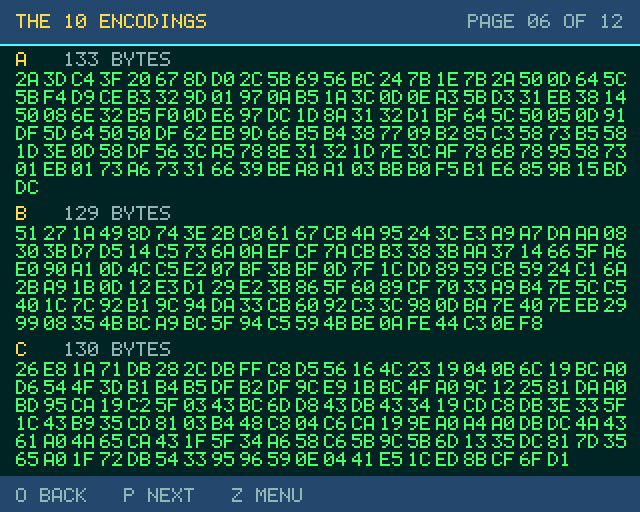 THE 10 ENCODINGS PAGE 06 OF 12
A 133 BYTES
2A 3D C4 3F 20 67 8D D0 2C 5B 69 56 BC 24 7B 1E 7B 2A 50 0D 64 5C
5B F4 D9 CE B3 32 9D 01 97 0A B5 1A 3C 0D 0E A3 5B D3 31 EB 38 14
50 08 6E 32 B5 F0 0D E6 97 DC 1D 8A 31 32 D1 BF 64 5C 50 05 0D 91
DF 5D 64 50 50 DF 62 EB 9D 66 B5 B4 38 77 09 B2 85 C3 58 73 B5 58
1D 3E 0D 58 DF 56 3C A5 78 8E 31 32 1D 7E 3C AF 78 6B 78 95 58 73
01 EB 01 73 A6 73 31 66 39 BE A8 A1 03 BB B0 F5 B1 E6 85 9B 15 BD
DC
B 129 BYTES
51 27 1A 49 8D 74 3E 2B C0 61 67 CB 4A 95 24 3C E3 A9 A7 DA AA 08
30 3B D7 D5 14 C5 73 6A 0A EF CF 7A CB B3 38 3B AA 37 14 66 5F A6
E0 90 A1 0D 4C C5 E2 07 BF 3B BF 0D 7F 1C DD 89 59 CB 59 24 C1 6A
2B A9 1B 0D 12 E3 D1 29 E2 3B 86 5F 60 89 CF 70 33 A9 B4 7E 5C C5
40 1C 7C 92 B1 9C 94 DA 33 CB 60 92 C3 3C 98 0D BA 7E 40 7E EB 29
99 08 35 4B BC A9 BC 5F 94 C5 59 4B BE 0A FE 44 C3 0E F8
C 130 BYTES
26 E8 1A 71 DB 28 2C DB FF C8 D5 56 16 4C 23 19 04 0B 6C 19 BC A0
D6 54 4F 3D B1 B4 B5 DF B2 DF 9C E9 1B BC 4F A0 9C 12 25 81 DA A0
BD 95 CA 19 C2 5F 03 43 BC 6D D8 43 DB 43 34 19 CD C8 DB 3E 33 5F
1C 43 B9 35 CD 81 03 B4 48 C8 04 C6 CA 19 9E A0 A4 A0 DB DC 4A 43
61 A0 4A 65 CA 43 1F 5F 34 A6 58 C6 5B 9C 5B 6D 13 35 DC 81 7D 35
65 A0 1F 72 DB 54 33 95 96 59 0E 04 41 E5 1C ED 8B CF 6F D1
O BACK P NEXT Z MENU